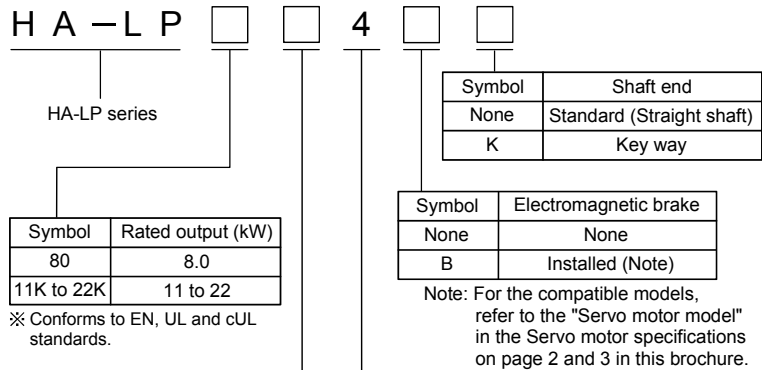 H A – L P □ □ 4 □ □
HA-LP series
Symbol Shaft end
None Standard (Straight shaft)
K Key way
Symbol Rated output (kW)
80 8.0
11K to 22K 11 to 22
※ Conforms to EN, UL and cUL
standards.
Symbol Electromagnetic brake
None None
B Installed (Note)
Note: For the compatible models,
refer to the "Servo motor model"
in the Servo motor specifications
on page 2 and 3 in this brochure.